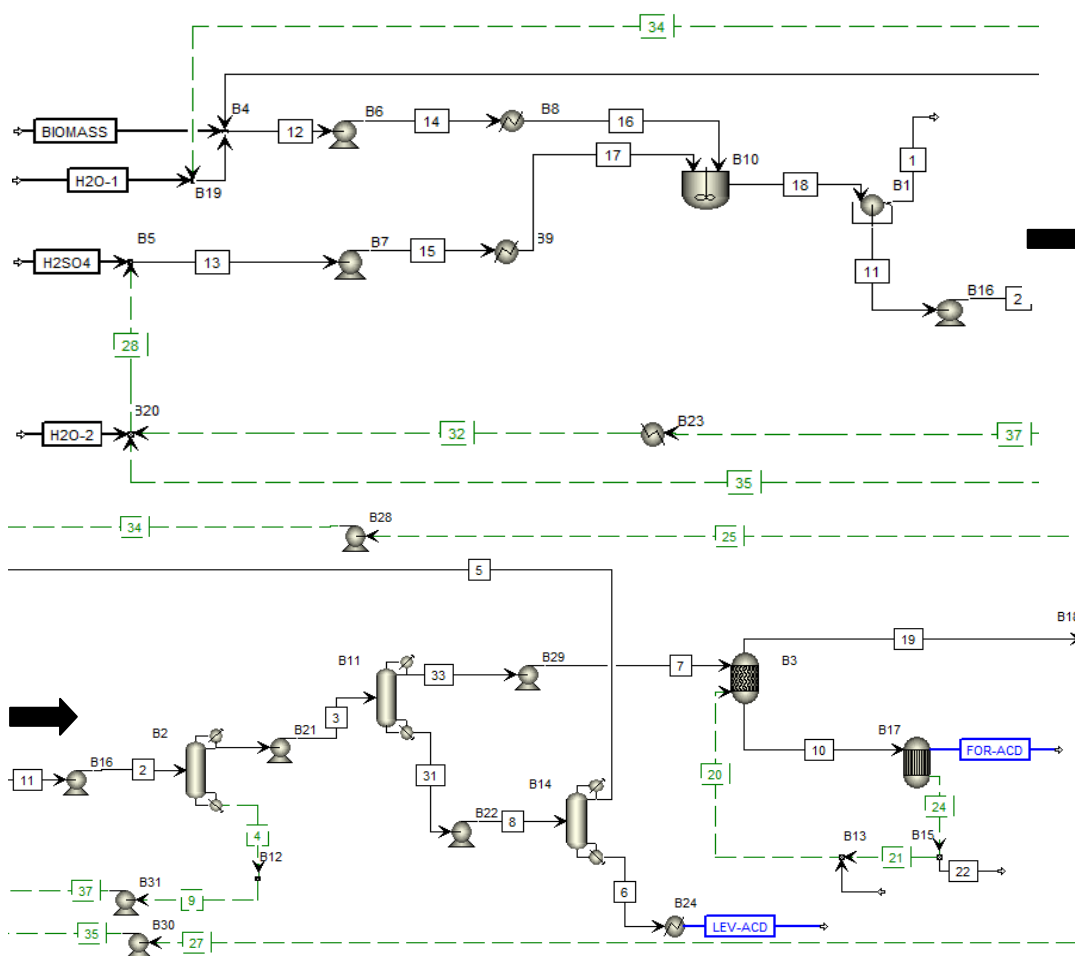 34
B4
BIOMASS
12
B6
14
B8
16
H2O-1
B19
17
B10
18
B1
1
H2SO4
B5
13
B7
15
B9
11
B16
2
28
H2O-2
B20
32
B23
37
35
34
B28
25
5
B18
19
B11
33
B29
7
B3
3
B21
B2
11
B16
2
31
10
B17
FOR-ACD
20
24
B14
B22
8
4
B12
B13
21
B15
22
37
B31
9
6
B24
LEV-ACD
35
B30
27